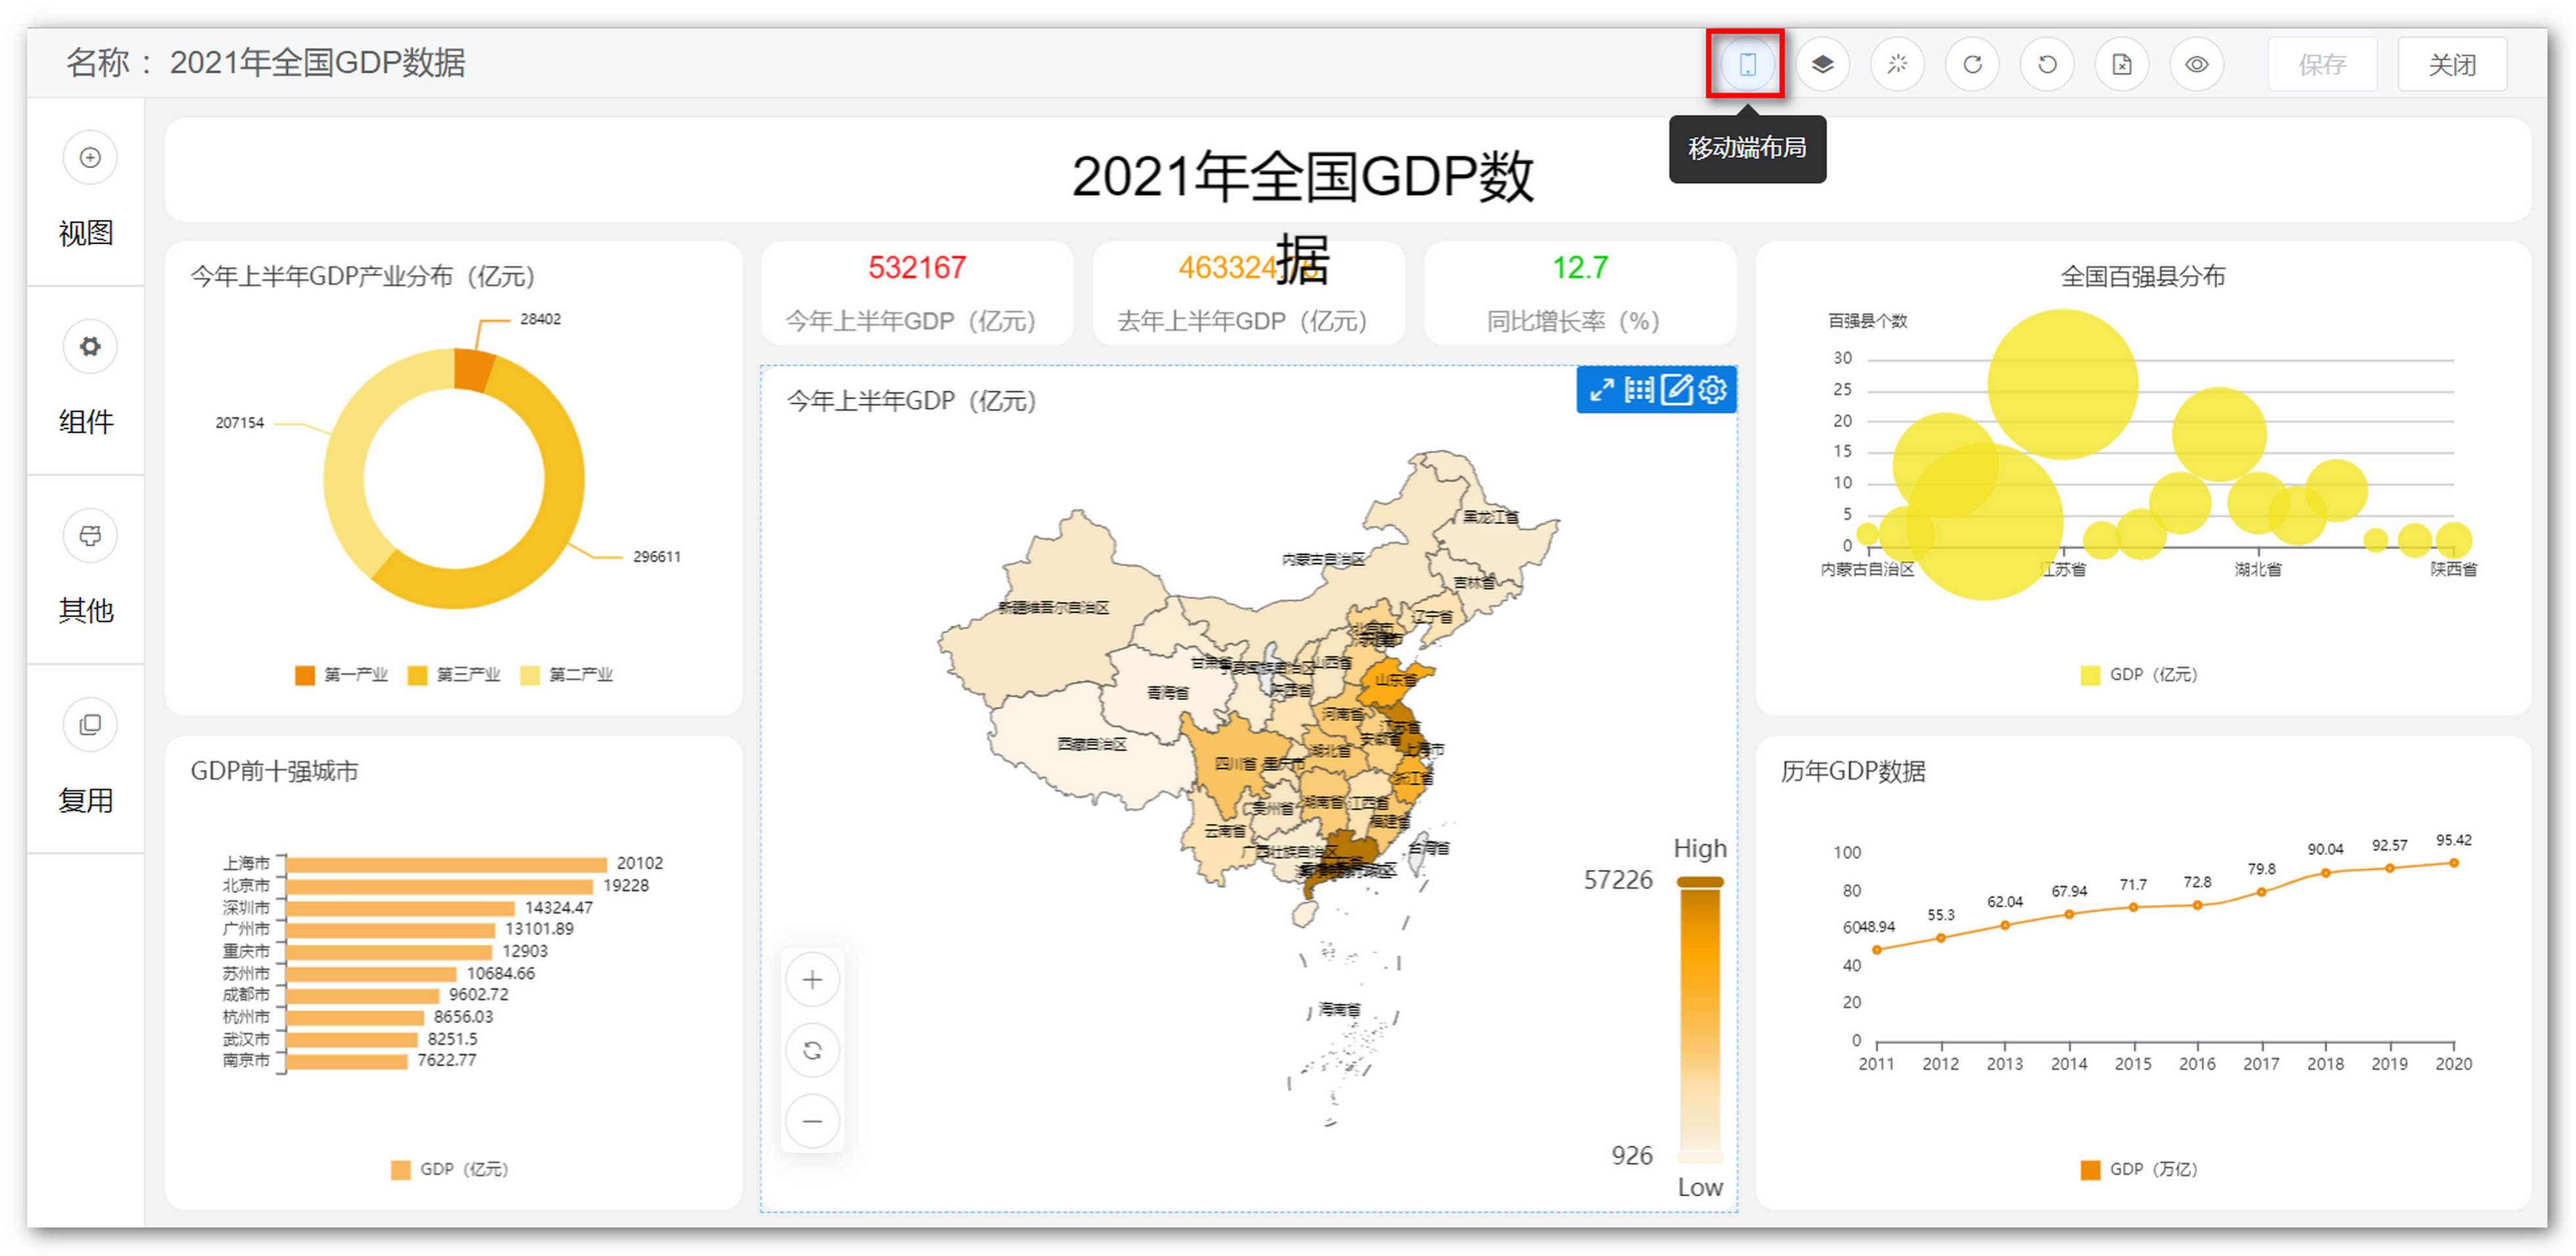 名称： 2021年全国GDP数据
保存
关闭
移动端布局
视图
组件
其他
复用
2021年全国GDP数
据
今年上半年GDP产业分布（亿元）
28402
207154
296611
第一产业
第三产业
第二产业
532167
今年上半年GDP（亿元）
463324
去年上半年GDP（亿元）
12.7
同比增长率（%）
全国百强县分布
百强县个数
30
25
20
15
10
5
0
内蒙古自治区
江苏省
湖北省
陕西省
GDP（亿元）
今年上半年GDP（亿元）
黑龙江省
内蒙古自治区
吉林省
新疆维吾尔自治区
辽宁省
北京市
甘肃省
宁夏回族自治区
山西省
山东省
青海省
陕西省
河南省
江苏省
西藏自治区
安徽省
上海市
湖北省
四川省
重庆市
浙江省
湖南省
江西省
贵州省
福建省
云南省
广西壮族自治区
台湾省
海南省
High
57226
926
Low
GDP前十强城市
上海市 20102
北京市 19228
深圳市 14324.47
广州市 13101.89
重庆市 12903
苏州市 10684.66
成都市 9602.72
杭州市 8656.03
武汉市 8251.5
南京市 7622.77
GDP（亿元）
历年GDP数据
100
80
60
40
20
0
48.94
55.3
62.04
67.94
71.7
72.8
79.8
90.04
92.57
95.42
2011 2012 2013 2014 2015 2016 2017 2018 2019 2020
GDP（万亿）